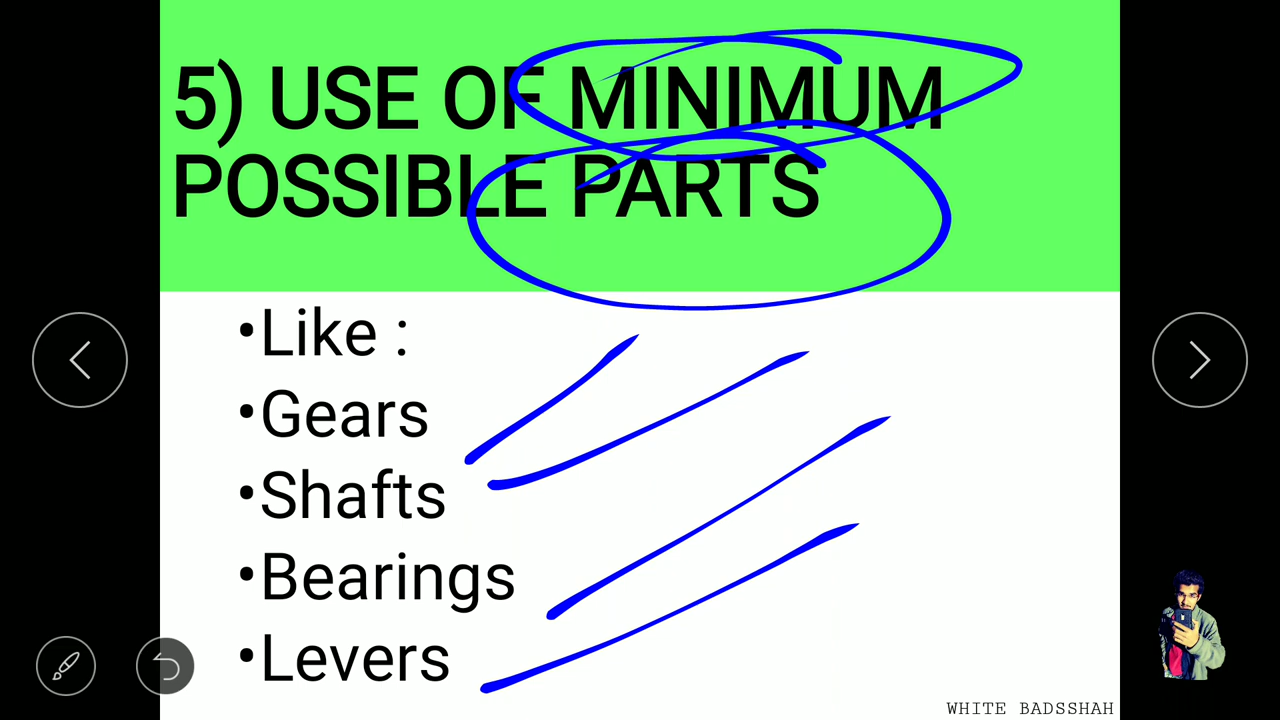 5) USE OF MINIMUM
POSSIBLE PARTS
•Like :
•Gears
•Shafts
•Bearings
•Levers
WHITE BADSSHAH